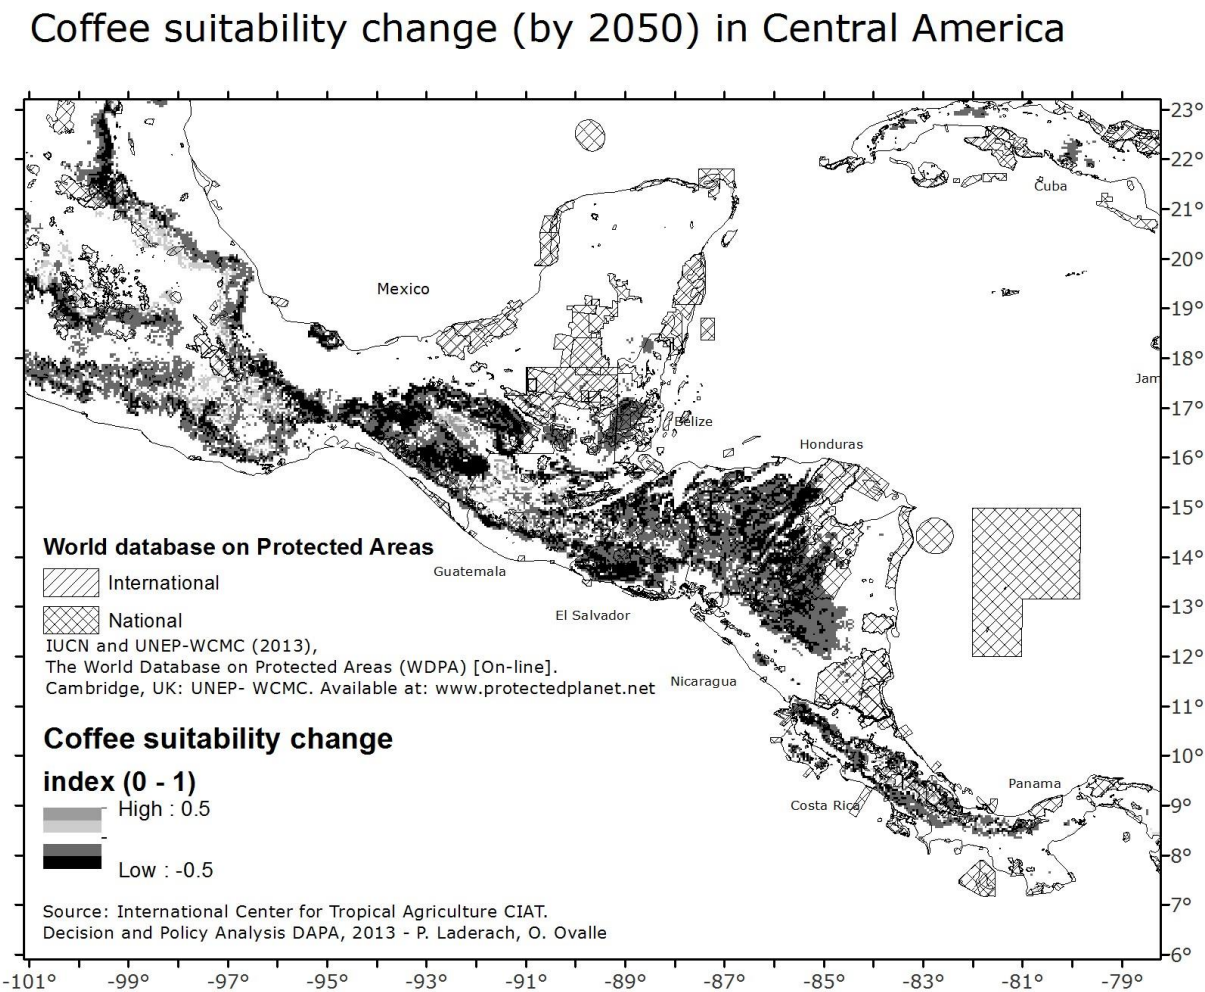 Coffee suitability change (by 2050) in Central America
23°
22°
Cuba
21°
20°
Mexico
19°
18°
Jam
17°
Belize
Honduras
16°
15°
World database on Protected Areas
14°
Guatemala
International
El Salvador
13°
National
IUCN and UNEP-WCMC (2013),
The World Database on Protected Areas (WDPA) [On-line].
12°
Cambridge, UK: UNEP- WCMC. Available at: www.protectedplanet.net
Nicaragua
11°
Coffee suitability change
10°
index (0 - 1)
Panama
High : 0.5
Costa Rica
9°
8°
Low : -0.5
7°
Source: International Center for Tropical Agriculture CIAT.
Decision and Policy Analysis DAPA, 2013 - P. Laderach, O. Ovalle
6°
-101° -99° -97° -95° -93° -91° -89° -87° -85° -83° -81° -79°